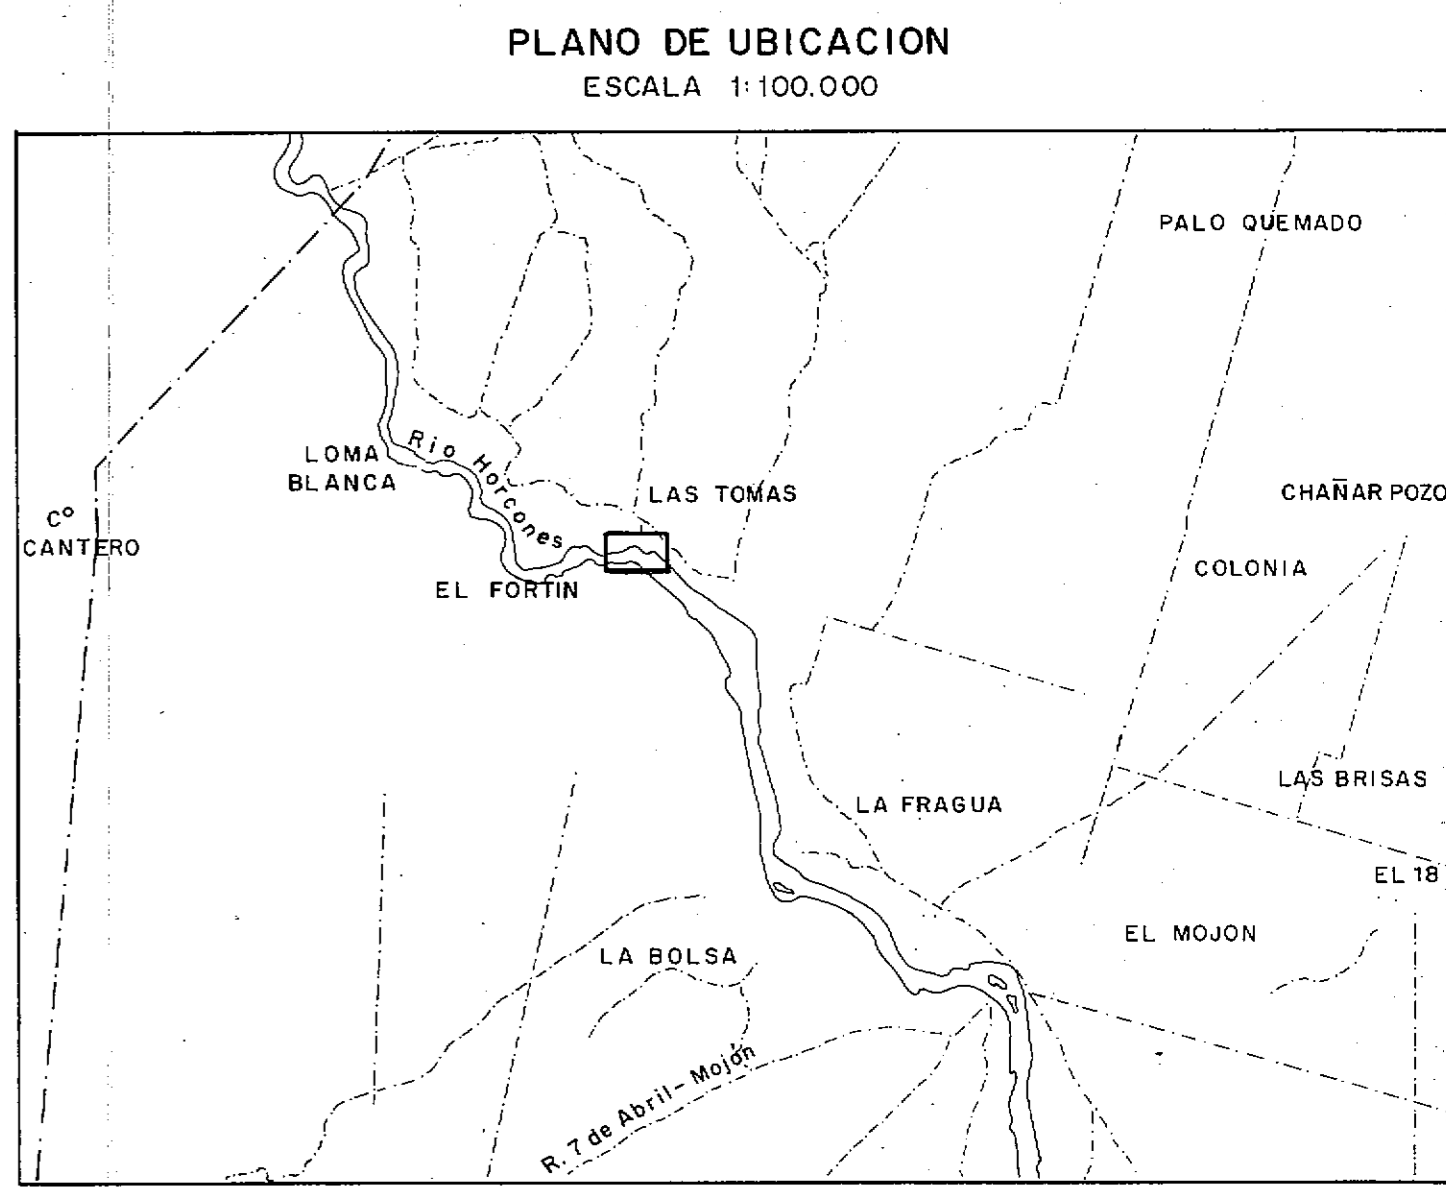 PLANO DE UBICACION
ESCALA 1:100.000
PALO QUEMADO
LOMA
BLANCA
Río Horcones
LAS TOMAS
CHAÑAR POZO
Cº
CANTERO
EL FORTIN
COLONIA
LA FRAGUA
LAS BRISAS
EL 18
EL MOJON
LA BOLSA
R. 7 de Abril - Mojón